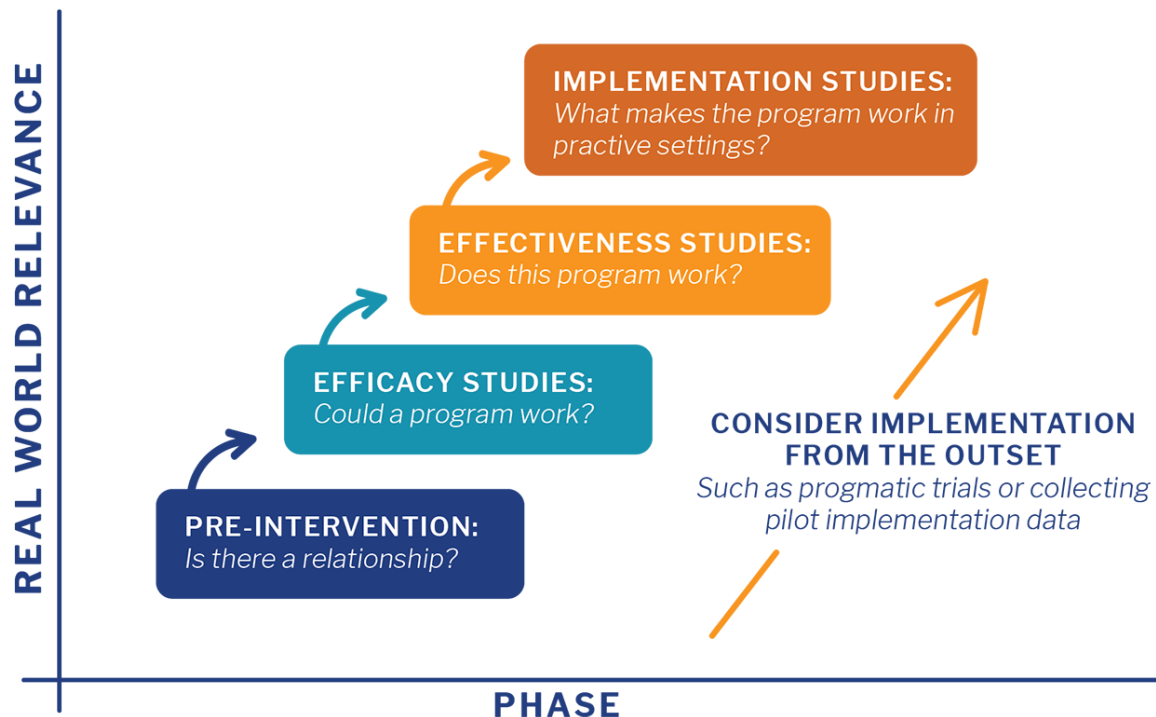 REAL WORLD RELEVANCE
IMPLEMENTATION STUDIES:
What makes the program work in
practive settings?
EFFECTIVENESS STUDIES:
Does this program work?
EFFICACY STUDIES:
Could a program work?
PRE-INTERVENTION:
Is there a relationship?
CONSIDER IMPLEMENTATION
FROM THE OUTSET
Such as progmatic trials or collecting
pilot implementation data
PHASE